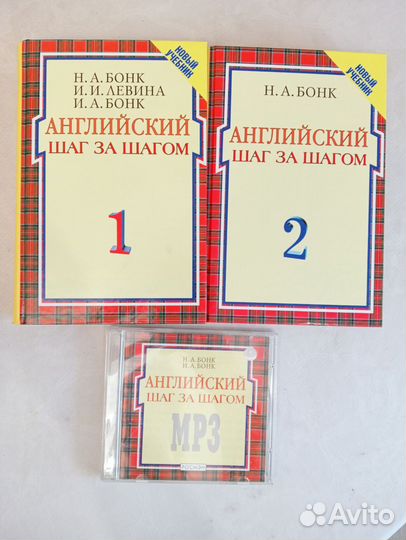 НОВЫЙ
УЧЕБНИК
Н. А. БОНК
И. И. ЛЕВИНА
И. А. БОНК
АНГЛИЙСКИЙ
ШАГ ЗА ШАГОМ
1
НОВЫЙ
УЧЕБНИК
Н. А. БОНК
АНГЛИЙСКИЙ
ШАГ ЗА ШАГОМ
2
Н. А. БОНК
И. А. БОНК
АНГЛИЙСКИЙ
ШАГ ЗА ШАГОМ
MP3
РОСМЭН
Avito